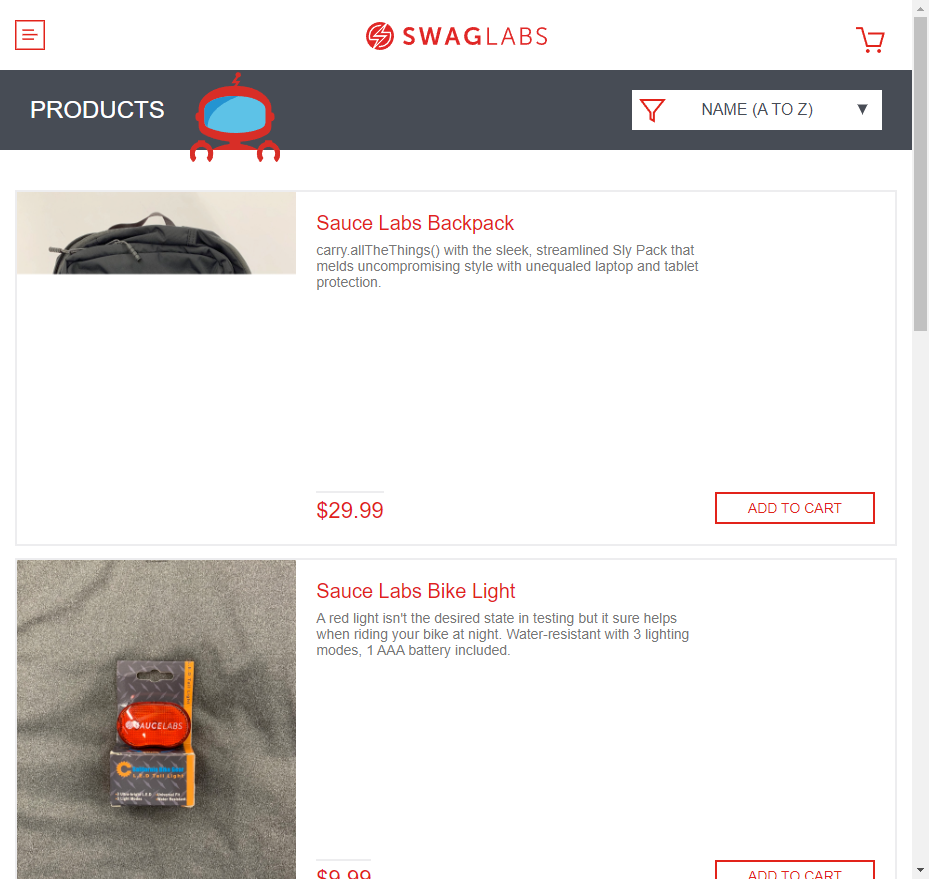 SWAGLABS
PRODUCTS
NAME (A TO Z)
Sauce Labs Backpack
carry.allTheThings() with the sleek, streamlined Sly Pack that
melds uncompromising style with unequaled laptop and tablet
protection.
$29.99
ADD TO CART
Sauce Labs Bike Light
A red light isn't the desired state in testing but it sure helps
when riding your bike at night. Water-resistant with 3 lighting
modes, 1 AAA battery included.
SAUCELABS
L.E.D Tail Light
$9.99
ADD TO CART